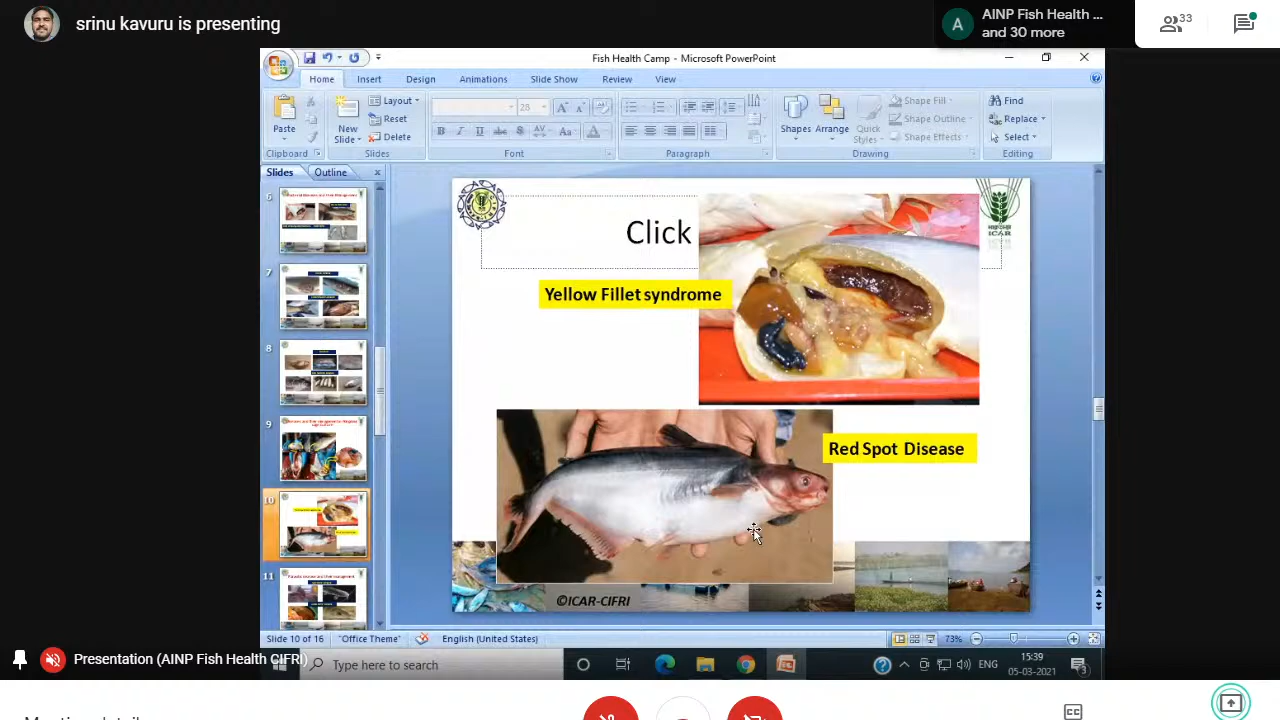 srinu kavuru is presenting
AINP Fish Health ...
and 30 more
33
Fish Health Camp - Microsoft PowerPoint
Home Insert Design Animations Slide Show Review View
Paste
New
Slide
Layout
Reset
Delete
28
Shapes Arrange Quick
Styles
Shape Fill
Shape Outline
Shape Effects
Find
Replace
Select
Clipboard Slides Font Paragraph Drawing Editing
Slides Outline
6
7
8
9
10
11
Click
ICAR
Yellow Fillet syndrome
Red Spot Disease
©ICAR-CIFRI
Slide 10 of 16 "Office Theme" English (United States) 73%
Presentation (AINP Fish Health CIFRI)
Type here to search
ENG
15:39
05-03-2021
3
CC